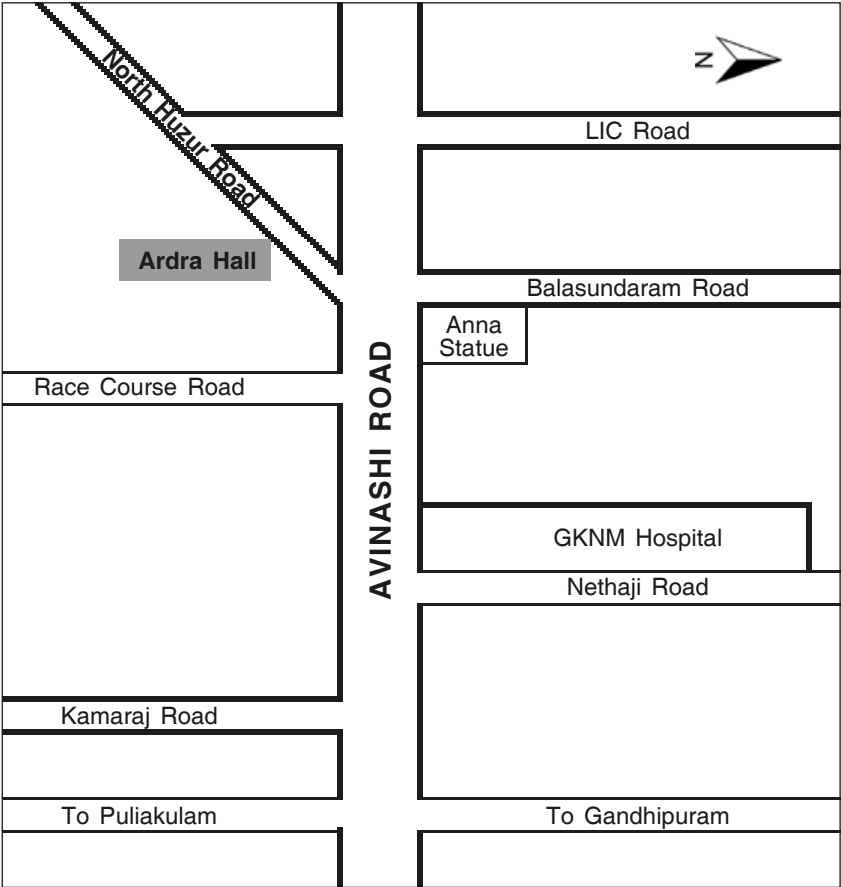 N
North Huzur Road
LIC Road
Ardra Hall
Balasundaram Road
Anna
Statue
Race Course Road
AVINASHI ROAD
GKNM Hospital
Nethaji Road
Kamaraj Road
To Puliakulam
To Gandhipuram